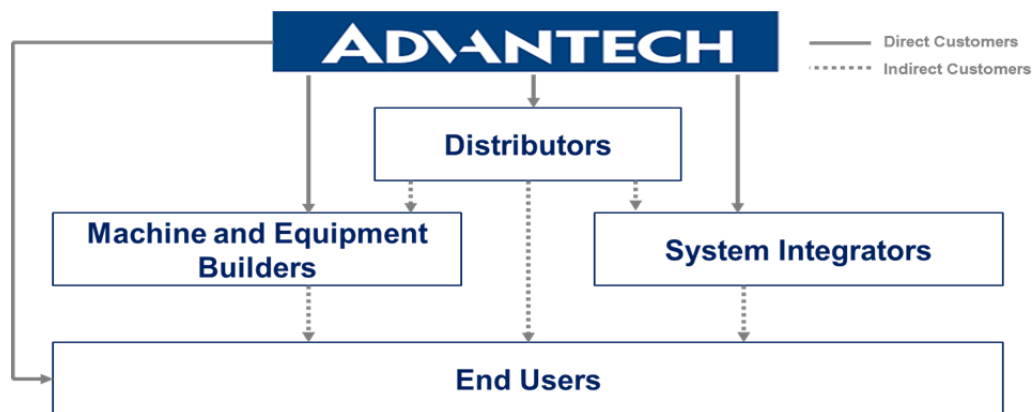 ADVANTECH
Direct Customers
Indirect Customers
Distributors
Machine and Equipment
Builders
System Integrators
End Users